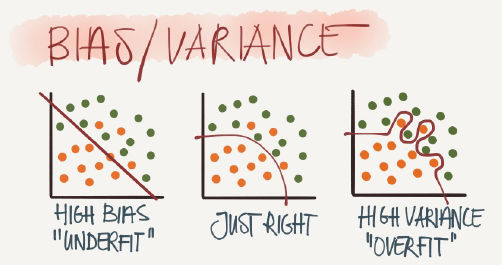 BIAS/VARIANCE
HIGH BIAS
"UNDERFIT"
JUST RIGHT
HIGH VARIANCE
"OVERFIT"